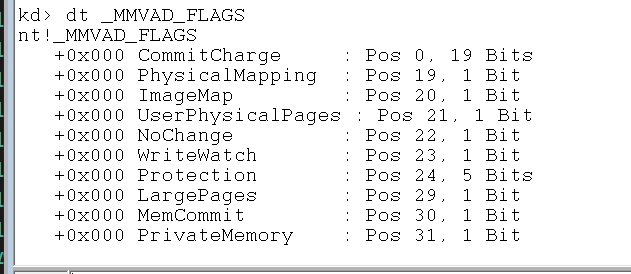 kd> dt _MMVAD_FLAGS
nt!_MMVAD_FLAGS
   +0x000 CommitCharge     : Pos 0, 19 Bits
   +0x000 PhysicalMapping  : Pos 19, 1 Bit
   +0x000 ImageMap         : Pos 20, 1 Bit
   +0x000 UserPhysicalPages : Pos 21, 1 Bit
   +0x000 NoChange         : Pos 22, 1 Bit
   +0x000 WriteWatch       : Pos 23, 1 Bit
   +0x000 Protection       : Pos 24, 5 Bits
   +0x000 LargePages       : Pos 29, 1 Bit
   +0x000 MemCommit        : Pos 30, 1 Bit
   +0x000 PrivateMemory    : Pos 31, 1 Bit